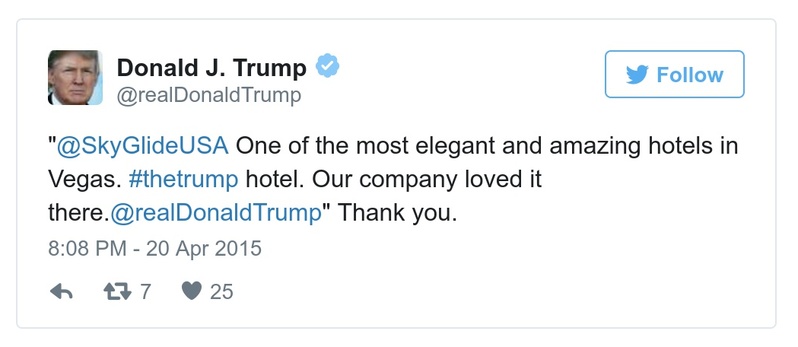 Donald J. Trump
@realDonaldTrump
Follow
"@SkyGlideUSA One of the most elegant and amazing hotels in
Vegas. #thetrump hotel. Our company loved it
there.@realDonaldTrump" Thank you.
8:08 PM - 20 Apr 2015
7
25